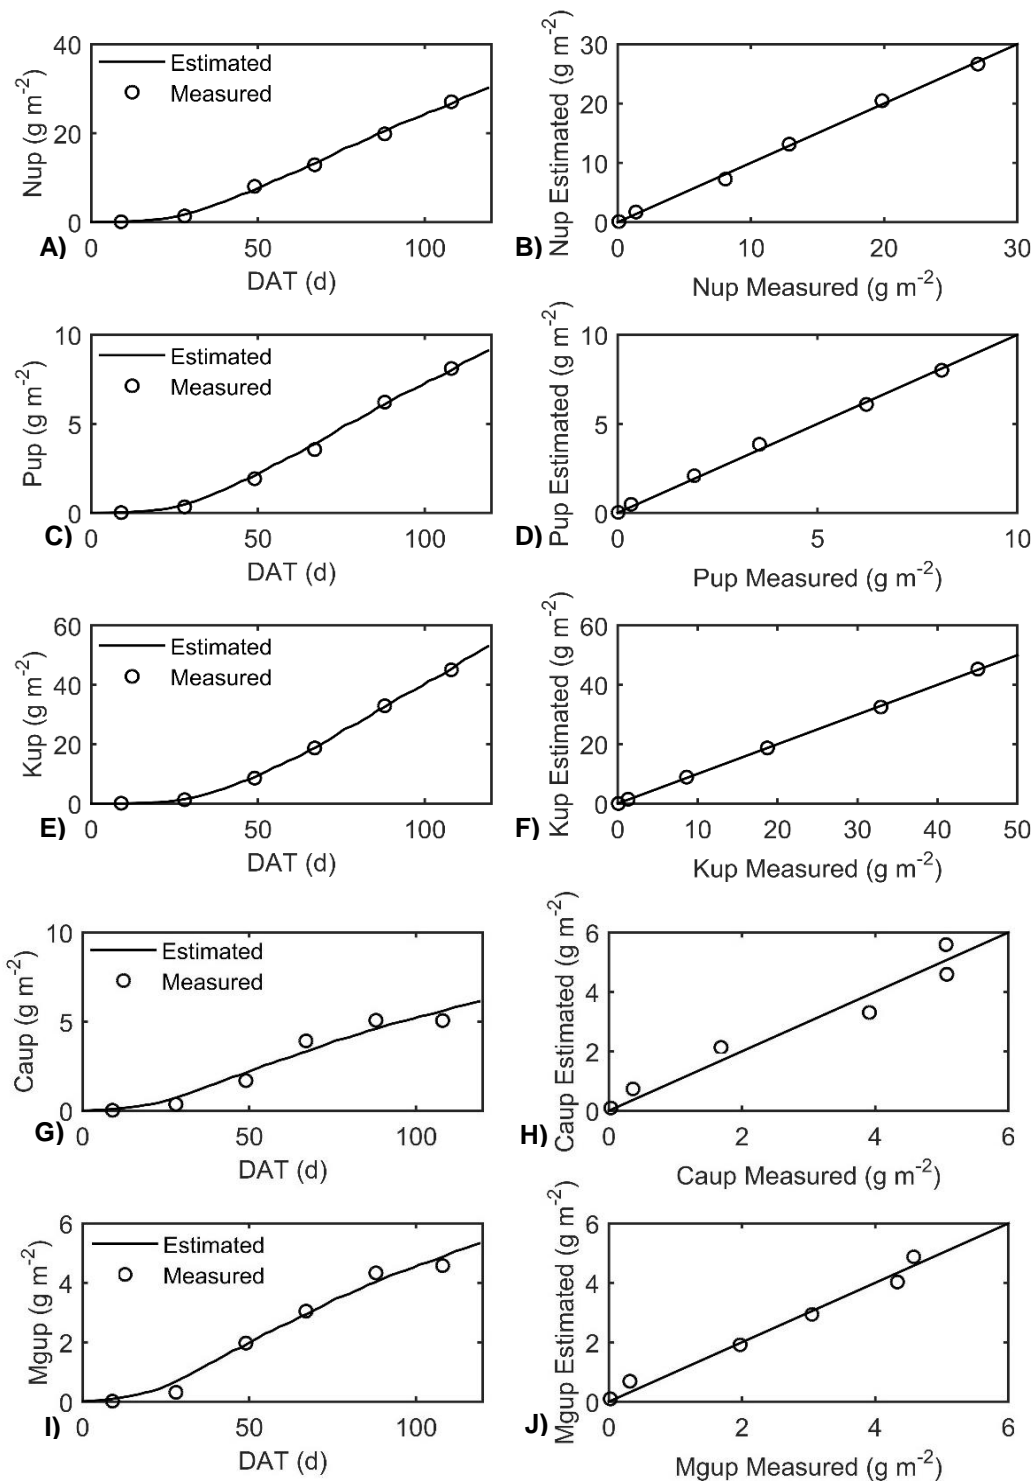 40
20
0
Nup (g m-2)
Estimated
Measured
0 50 100
A)
DAT (d)
30
20
10
0
Nup Estimated (g m-2)
0 10 20 30
B)
Nup Measured (g m-2)
10
5
0
Pup (g m-2)
Estimated
Measured
0 50 100
C)
DAT (d)
10
5
0
Pup Estimated (g m-2)
0 5 10
D)
Pup Measured (g m-2)
60
40
20
0
Kup (g m-2)
Estimated
Measured
0 50 100
E)
DAT (d)
60
40
20
0
Kup Estimated (g m-2)
0 10 20 30 40 50
F)
Kup Measured (g m-2)
10
5
0
Caup (g m-2)
Estimated
Measured
0 50 100
G)
DAT (d)
6
4
2
0
Caup Estimated (g m-2)
0 2 4 6
H)
Caup Measured (g m-2)
6
4
2
0
Mgup (g m-2)
Estimated
Measured
0 50 100
I)
DAT (d)
6
4
2
0
Mgup Estimated (g m-2)
0 2 4 6
J)
Mgup Measured (g m-2)